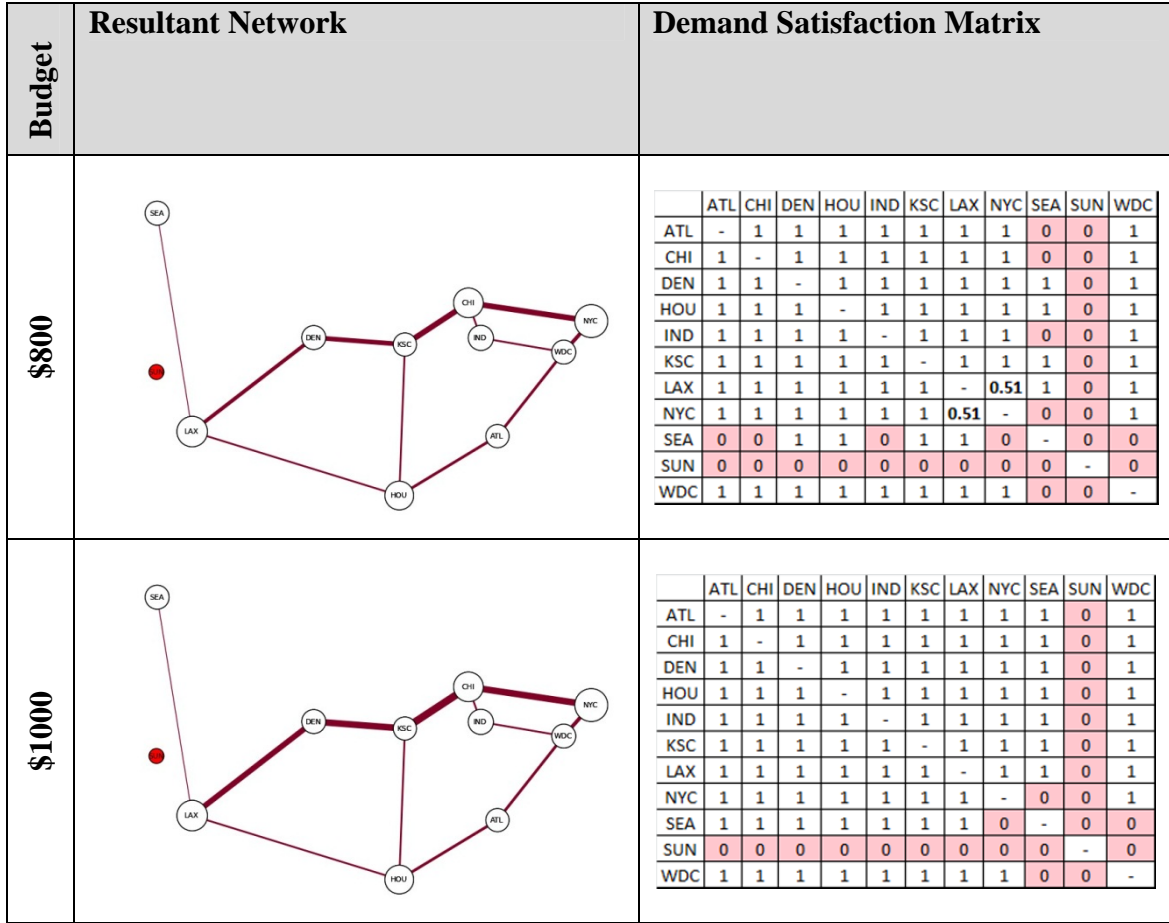 Budget
Resultant Network
Demand Satisfaction Matrix
$800
SEA
CHI
NYC
DEN
KSC
IND
WDC
SUN
LAX
ATL
HOU
ATL CHI DEN HOU IND KSC LAX NYC SEA SUN WDC
ATL - 1 1 1 1 1 1 1 0 0 1
CHI 1 - 1 1 1 1 1 1 0 0 1
DEN 1 1 - 1 1 1 1 1 1 0 1
HOU 1 1 1 - 1 1 1 1 1 0 1
IND 1 1 1 1 - 1 1 1 0 0 1
KSC 1 1 1 1 1 - 1 1 1 0 1
LAX 1 1 1 1 1 1 - 0.51 1 0 1
NYC 1 1 1 1 1 1 0.51 - 0 0 1
SEA 0 0 1 1 0 1 1 0 - 0 0
SUN 0 0 0 0 0 0 0 0 0 - 0
WDC 1 1 1 1 1 1 1 1 0 0 -
$1000
SEA
CHI
NYC
DEN
KSC
IND
WDC
SUN
LAX
ATL
HOU
ATL CHI DEN HOU IND KSC LAX NYC SEA SUN WDC
ATL - 1 1 1 1 1 1 1 1 0 1
CHI 1 - 1 1 1 1 1 1 1 0 1
DEN 1 1 - 1 1 1 1 1 1 0 1
HOU 1 1 1 - 1 1 1 1 1 0 1
IND 1 1 1 1 - 1 1 1 1 0 1
KSC 1 1 1 1 1 - 1 1 1 0 1
LAX 1 1 1 1 1 1 - 1 1 0 1
NYC 1 1 1 1 1 1 1 - 0 0 1
SEA 1 1 1 1 1 1 1 0 - 0 0
SUN 0 0 0 0 0 0 0 0 0 - 0
WDC 1 1 1 1 1 1 1 1 0 0 -